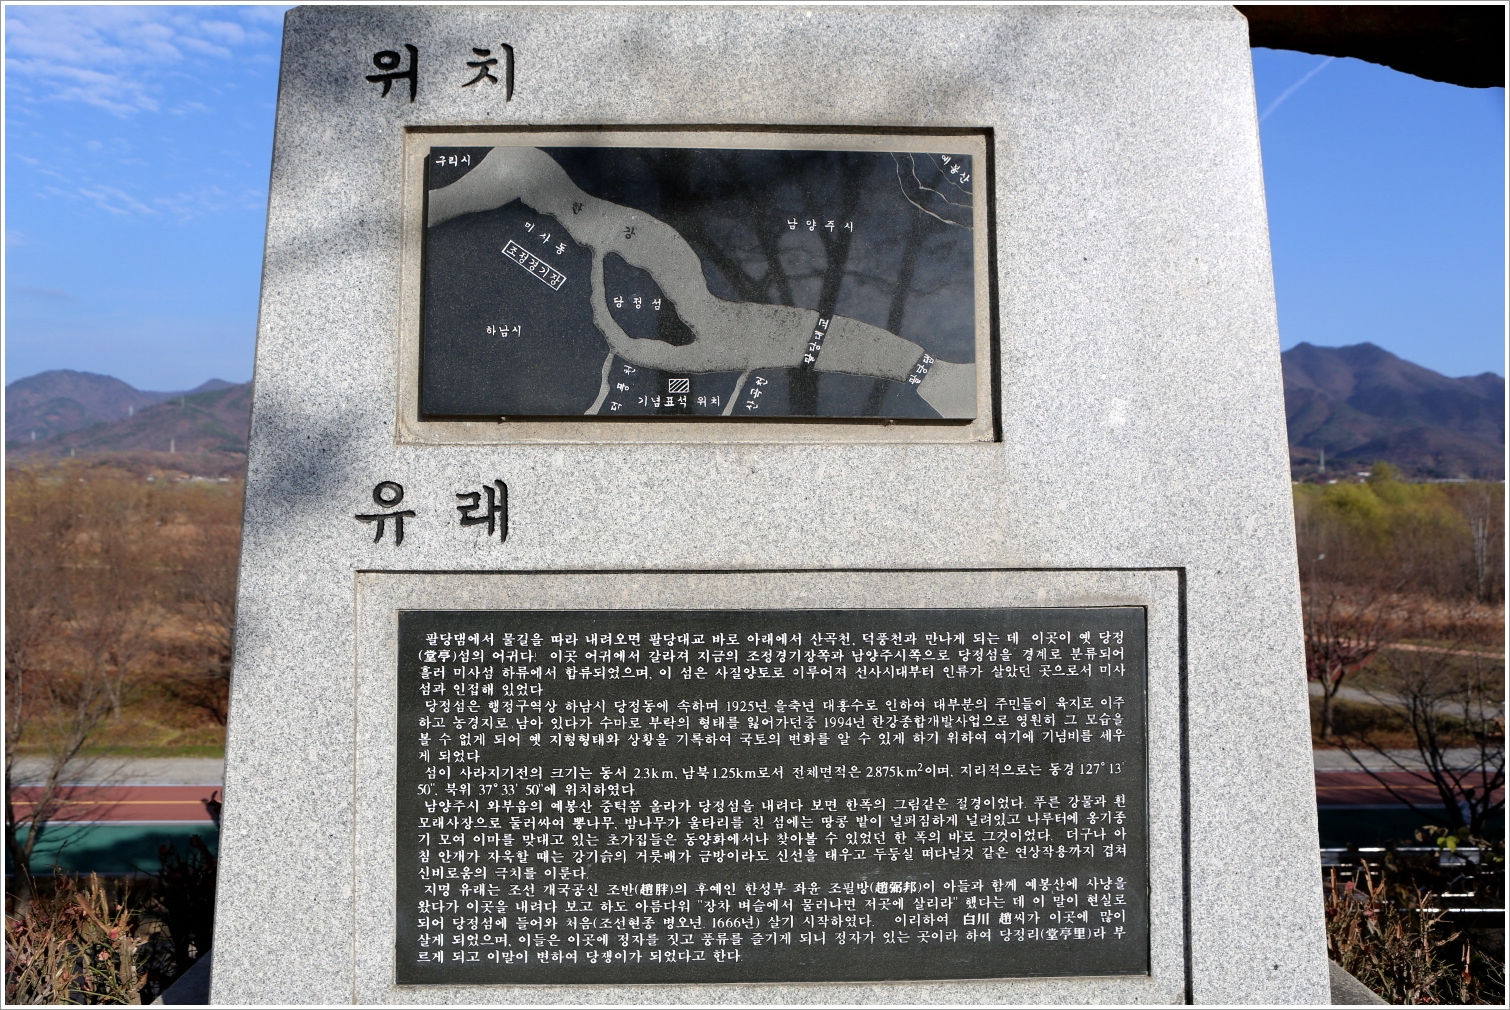 위 치
구리시
예봉산
한 강
남양주시
미사동
조정경기장
당정섬
하남시
팔당대교
팔당댐
덕풍천
산곡천
기념표석 위치
유 래
팔당댐에서 물길을 따라 내려오면 팔당대교 바로 아래에서 산곡천, 덕풍천과 만나게 되는 데 이곳이 옛 당정
(堂亭)섬의 어귀다. 이곳 어귀에서 갈라져 지금의 조정경기장쪽과 남양주시쪽으로 당정섬을 경계로 분류되어
흘러 미사섬 하류에서 합류되었으며, 이 섬은 사질양토로 이루어져 선사시대부터 인류가 살았던 곳으로서 미사
섬과 인접해 있었다
당정섬은 행정구역상 하남시 당정동에 속하며 1925년 을축년 대홍수로 인하여 대부분의 주민들이 육지로 이주
하고 농경지로 남아 있다가 수마로 부락의 형태를 잃어가던중 1994년 한강종합개발사업으로 영원히 그 모습을
볼 수 없게 되어 옛 지형형태와 상황을 기록하여 국토의 변화를 알 수 있게 하기 위하여 여기에 기념비를 세우
게 되었다
섬이 사라지기전의 크기는 동서 2.3km, 남북1.25km로서 전체면적은 2.875km²이며, 지리적으로는 동경 127° 13'
50", 북위 37° 33' 50"에 위치하였다
남양주시 와부읍의 예봉산 중턱쯤 올라가 당정섬을 내려다 보면 한폭의 그림같은 절경이었다. 푸른 강물과 흰
모래사장으로 둘러싸여 뽕나무, 밤나무가 울타리를 친 섬에는 땅콩 밭이 널펴짐하게 널려있고 나루터에 옹기종
기 모여 이마를 맞대고 있는 초가집들은 동양화에서나 찾아볼 수 있었던 한 폭의 바로 그것이었다. 더구나 아
침 안개가 자욱할 때는 강기슭의 거룻배가 금방이라도 신선을 태우고 두둥실 떠다닐것 같은 연상작용까지 겹쳐
신비로움의 극치를 이룬다.
지명 유래는 조선 개국공신 조반(趙胖)의 후예인 한성부 좌윤 조필방(趙弼邦)이 아들과 함께 예봉산에 사냥을
왔다가 이곳을 내려다 보고 하도 아름다워 "장차 벼슬에서 물러나면 저곳에 살리라" 했다는 데 이 말이 현실로
되어 당정섬에 들어와 처음(조선현종 병오년 1666년) 살기 시작하였다. 이리하여 白川 趙씨가 이곳에 많이
살게 되었으며, 이들은 이곳에 정자를 짓고 풍류를 즐기게 되니 정자가 있는 곳이라 하여 당정리(堂亭里)라 부
르게 되고 이말이 변하여 당쟁이가 되었다고 한다.